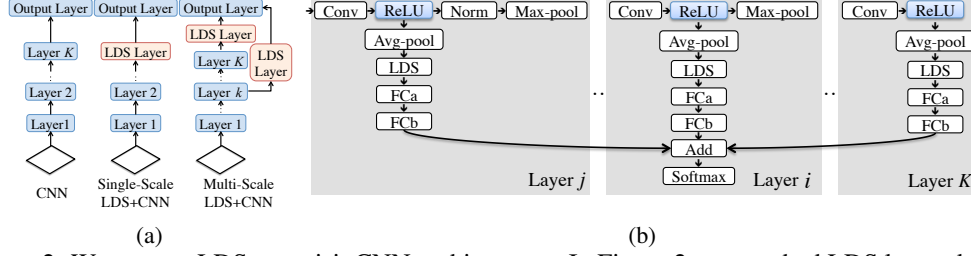 Output Layer
Layer K
Layer 2
Layer1
CNN
Output Layer
LDS Layer
Layer 2
Layer 1
Single-Scale
LDS+CNN
Output Layer
LDS Layer
Layer K
LDS
Layer
Layer k
Layer 1
Multi-Scale
LDS+CNN
(a)
Conv
ReLU
Norm
Max-pool
Avg-pool
LDS
FCa
FCb
Layer j
Conv
ReLU
Max-pool
Avg-pool
LDS
FCa
FCb
Add
Softmax
Layer i
Conv
ReLU
Avg-pool
LDS
FCa
FCb
Layer K
(b)